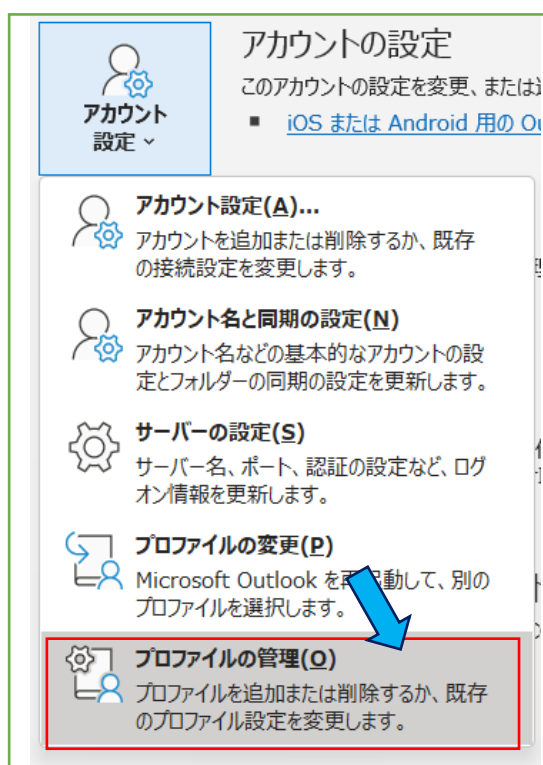 アカウントの設定
このアカウントの設定を変更、または
iOS または Android 用の
アカウント
設定
アカウント設定(A)...
アカウントを追加または削除するか、既存
の接続設定を変更します。
アカウント名と同期の設定(N)
アカウント名などの基本的なアカウントの設
定とフォルダーの同期の設定を更新します。
サーバーの設定(S)
サーバー名、ポート、認証の設定など、ログ
オン情報を更新します。
プロファイルの変更(P)
Microsoft Outlook を再起動して、別の
プロファイルを選択します。
プロファイルの管理(O)
プロファイルを追加または削除するか、既存
のプロファイル設定を変更します。